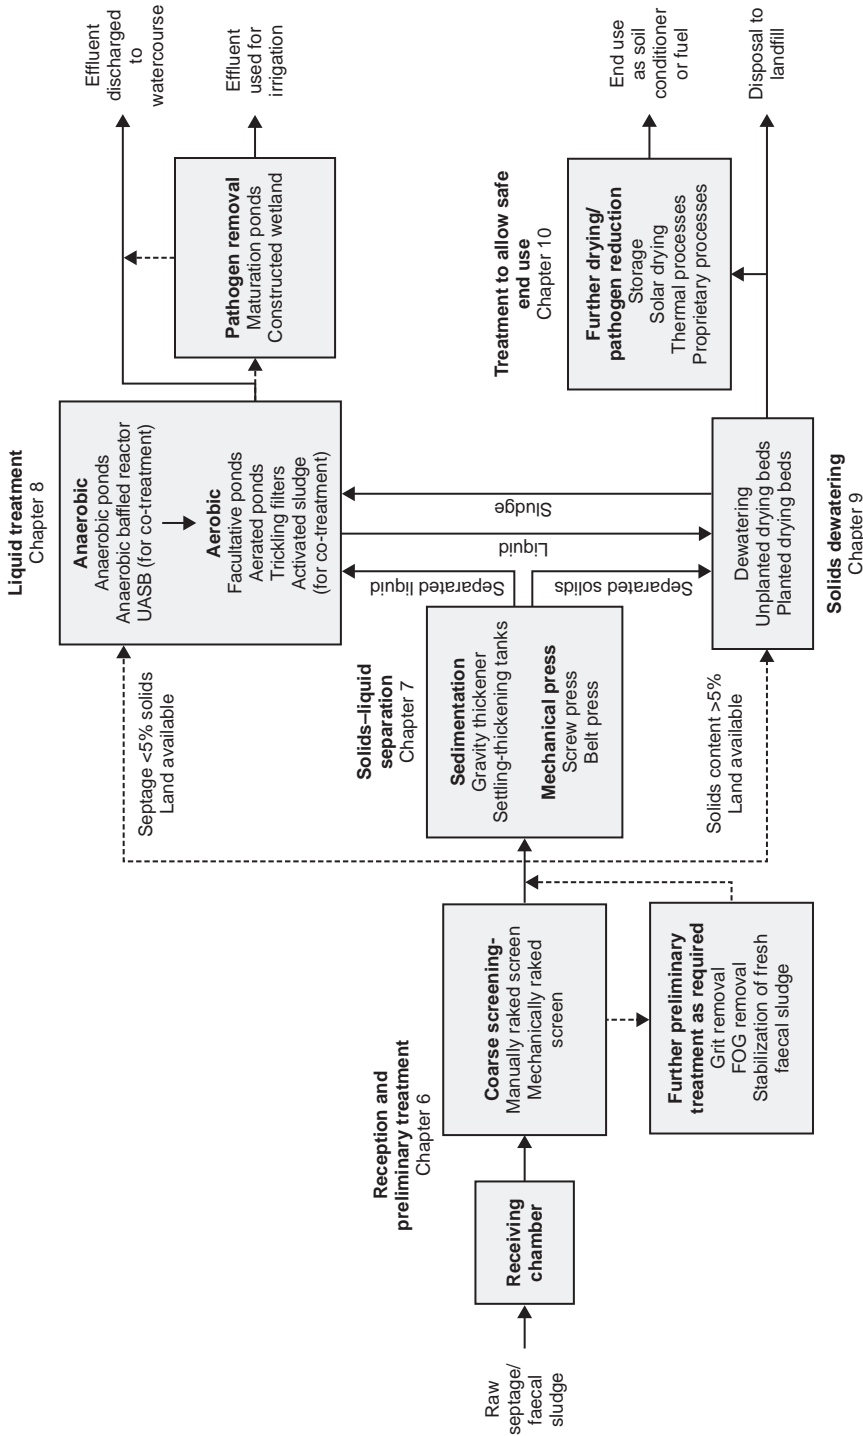 Raw
septage/
faecal
sludge
Receiving
chamber
Reception and
preliminary treatment
Chapter 6
Coarse screening-
Manually raked screen
Mechanically raked
screen
Further preliminary
treatment as required
Grit removal
FOG removal
Stabilization of fresh
faecal sludge
Septage <5% solids
Land available
Solids–liquid
separation
Chapter 7
Sedimentation
Gravity thickener
Settling-thickening tanks
Mechanical press
Screw press
Belt press
Solids content >5%
Land available
Separated liquid
Separated solids
Liquid
Sludge
Liquid treatment
Chapter 8
Anaerobic
Anaerobic ponds
Anaerobic baffled reactor
UASB (for co-treatment)
Aerobic
Facultative ponds
Aerated ponds
Trickling filters
Activated sludge
(for co-treatment)
Dewatering
Unplanted drying beds
Planted drying beds
Solids dewatering
Chapter 9
Pathogen removal
Maturation ponds
Constructed wetland
Treatment to allow safe
end use
Chapter 10
Further drying/
pathogen reduction
Storage
Solar drying
Thermal processes
Proprietary processes
Effluent
discharged
to
watercourse
Effluent
used for
irrigation
End use
as soil
conditioner
or fuel
Disposal to
landfill